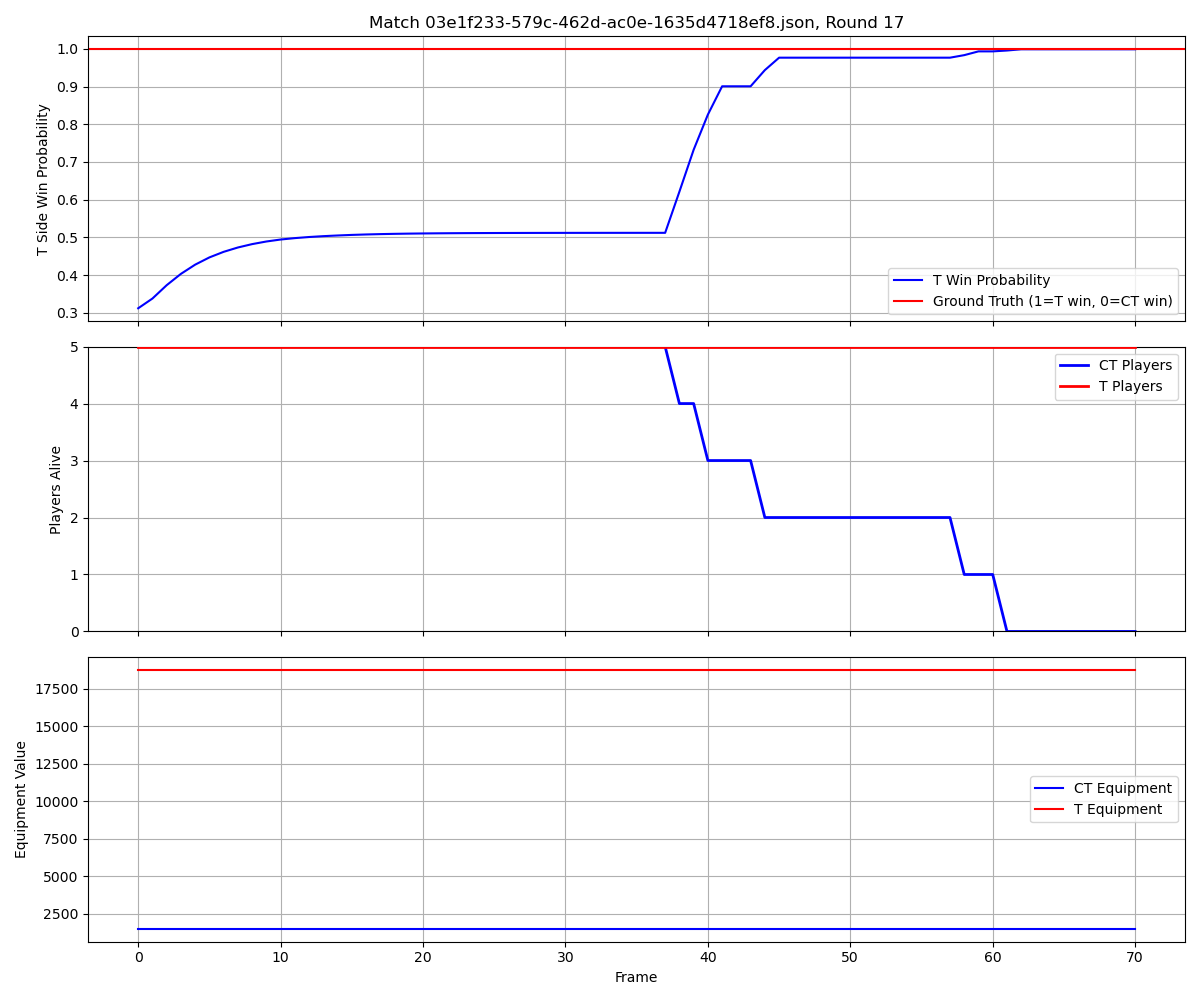 Match 03e1f233-579c-462d-ac0e-1635d4718ef8.json, Round 17
T Side Win Probability
1.0
0.9
0.8
0.7
0.6
0.5
0.4
0.3
T Win Probability
Ground Truth (1=T win, 0=CT win)
Players Alive
5
4
3
2
1
0
CT Players
T Players
Equipment Value
17500
15000
12500
10000
7500
5000
2500
CT Equipment
T Equipment
0 10 20 30 40 50 60 70
Frame